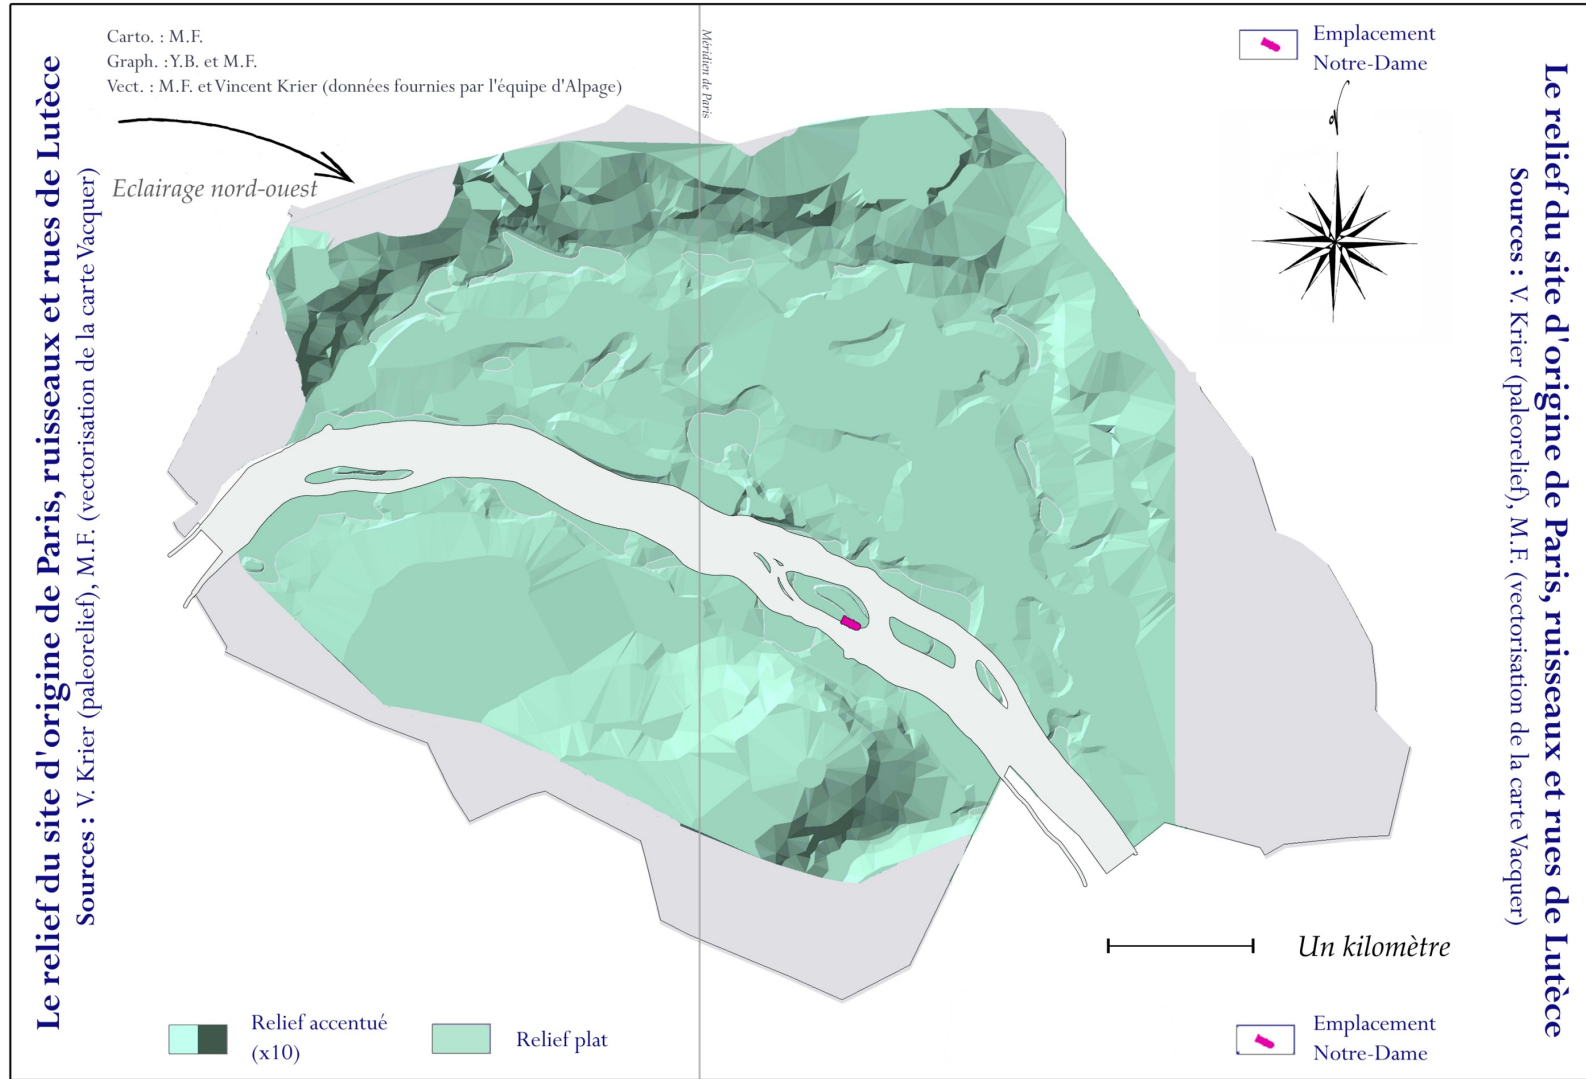 Le relief du site d'origine de Paris, ruisseaux et rues de Lutèce
Sources : V. Krier (paleorelief), M.F. (vectorisation de la carte Vacquer)
Carto. : M.F.
Graph. :Y.B. et M.F.
Vect. : M.F. et Vincent Krier (données fournies par l'équipe d'Alpage)
Eclairage nord-ouest
Méridien de Paris
Emplacement
Notre-Dame
Le relief du site d'origine de Paris, ruisseaux et rues de Lutèce
Sources : V. Krier (paleorelief), M.F. (vectorisation de la carte Vacquer)
Un kilomètre
Relief accentué
(x10)
Relief plat
Emplacement
Notre-Dame